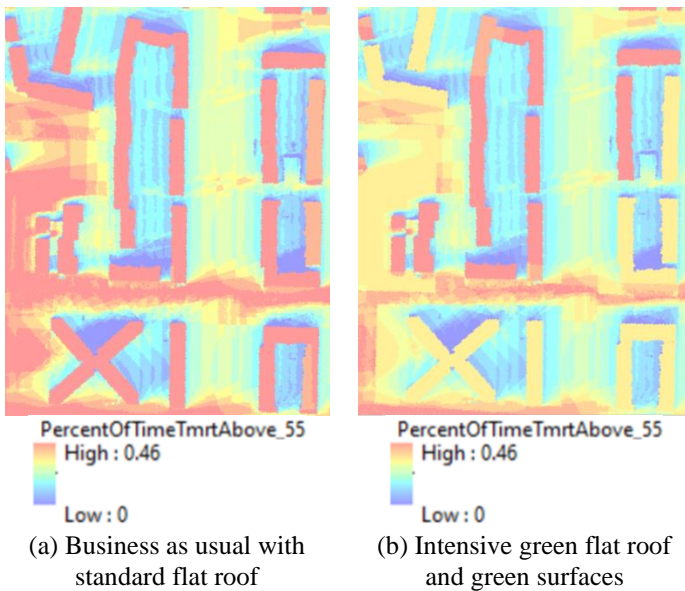 PercentOfTimeTmrtAbove_55
High : 0.46
Low : 0
(a) Business as usual with
standard flat roof
PercentOfTimeTmrtAbove_55
High : 0.46
Low : 0
(b) Intensive green flat roof
and green surfaces